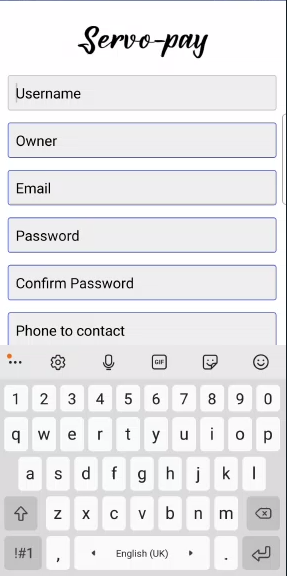 Servo-pay
Username
Owner
Email
Password
Confirm Password
Phone to contact
GIF
1 2 3 4 5 6 7 8 9 0
q w e r t y u i o p
a s d f g h j k l
z x c v b n m
!#1 , English (UK) .